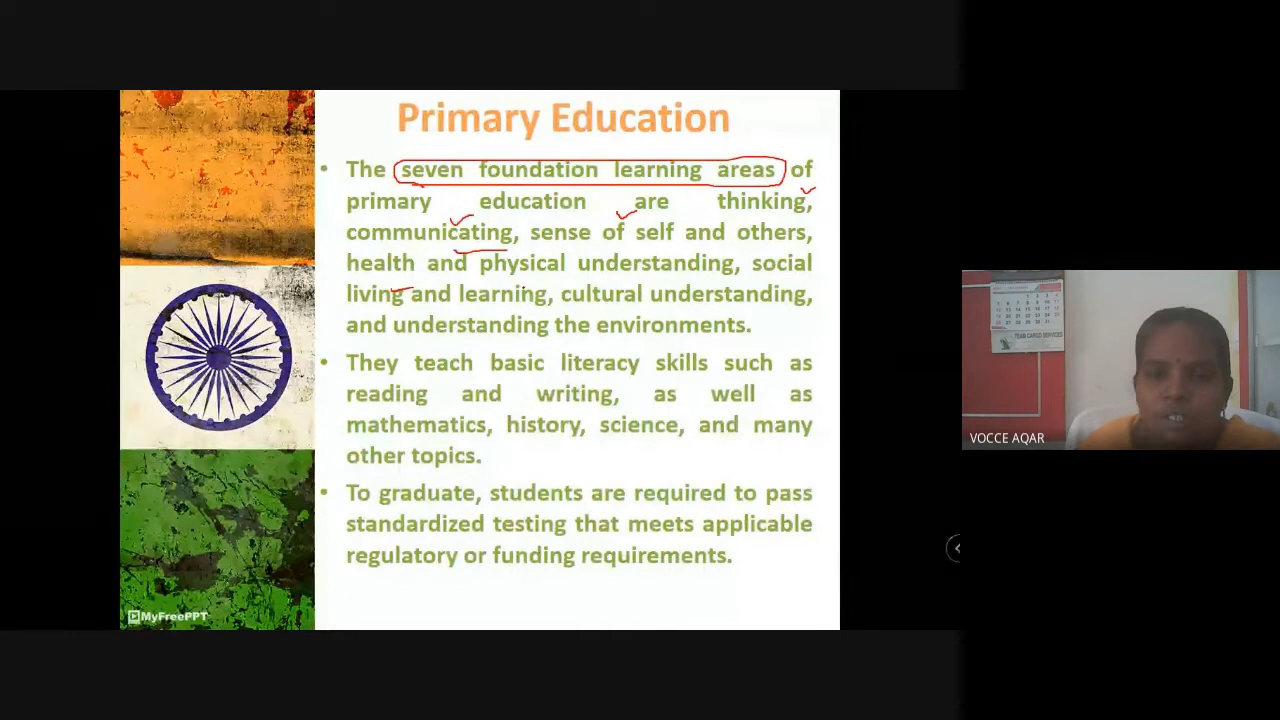 Primary Education
• The seven foundation learning areas of
primary education are thinking,
communicating, sense of self and others,
health and physical understanding, social
living and learning, cultural understanding,
and understanding the environments.
• They teach basic literacy skills such as
reading and writing, as well as
mathematics, history, science, and many
other topics.
• To graduate, students are required to pass
standardized testing that meets applicable
regulatory or funding requirements.
MyFreePPT
VOCCE AQAR